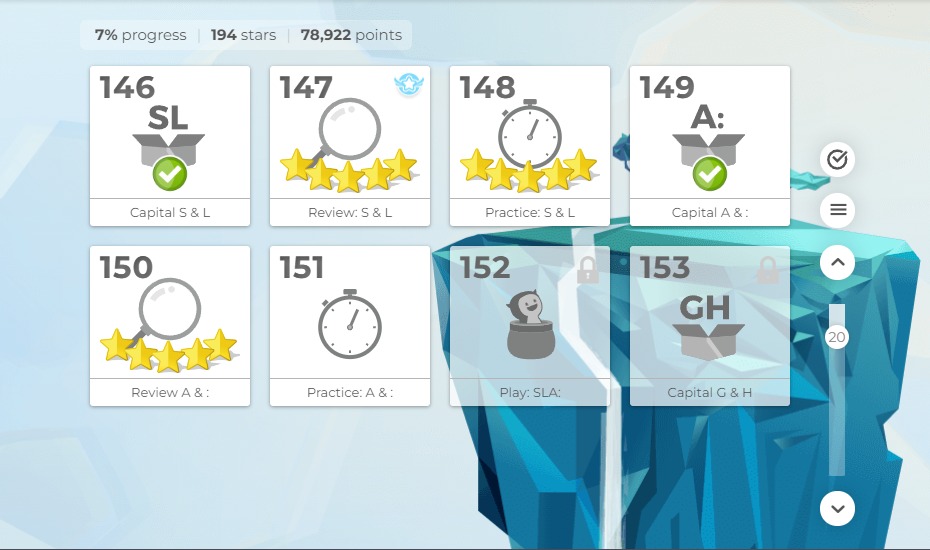 7% progress | 194 stars | 78,922 points
146
SL
Capital S & L
147
Review: S & L
148
Practice: S & L
149
A:
Capital A & :
150
Review A & :
151
Practice: A & :
152
Play: SLA:
153
GH
Capital G & H
20